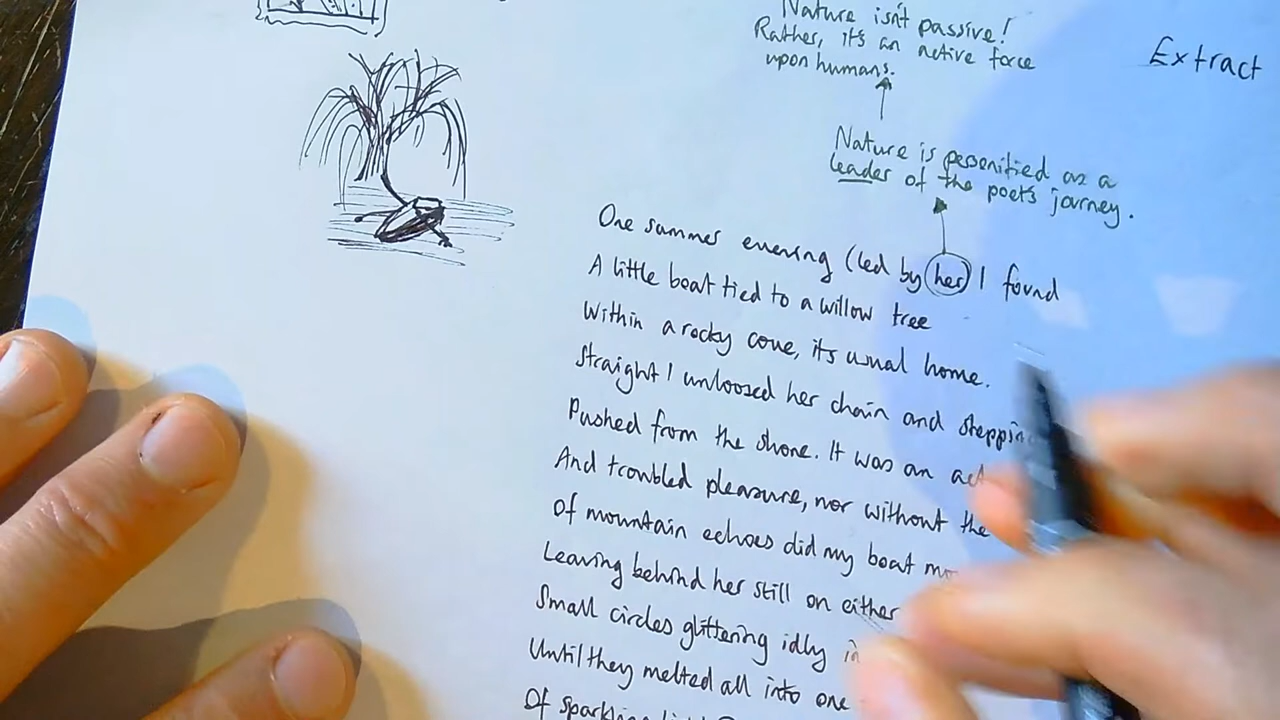 Nature isn't passive!
Rather, it's an active force
upon humans.
Extract
Nature is personified as a
leader of the poet's journey.
One summer evening (led by her) I found
A little boat tied to a willow tree
Within a rocky cove, its usual home.
Straight I unloosed her chain and
Pushed from the shore. It was an
And troubled pleasure, nor without the
Of mountain echoes did my boat
Leaving behind her still on either
Small circles glittering idly
Until they melted all into one
Of